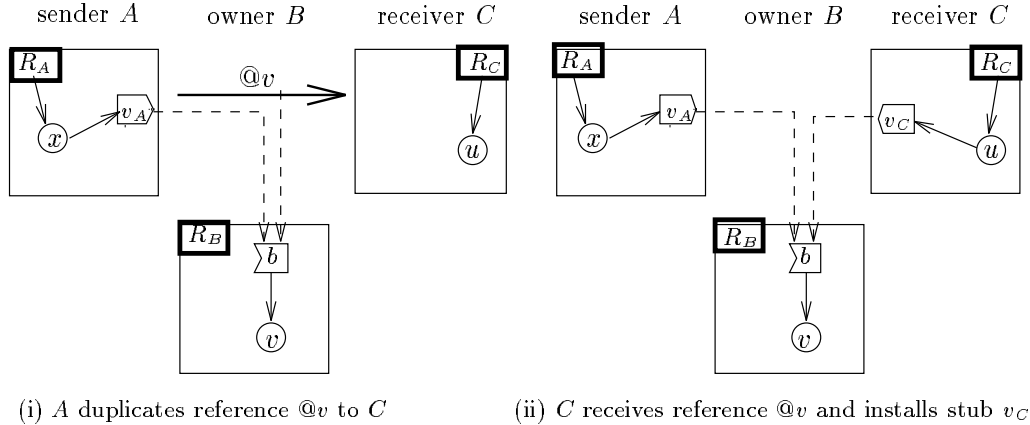 sender A owner B receiver C
R_A @v R_C
v_A
x u
R_B b
v
(i) A duplicates reference @v to C
sender A owner B receiver C
R_A R_C
v_A v_C
x u
R_B b
v
(ii) C receives reference @v and installs stub v_C